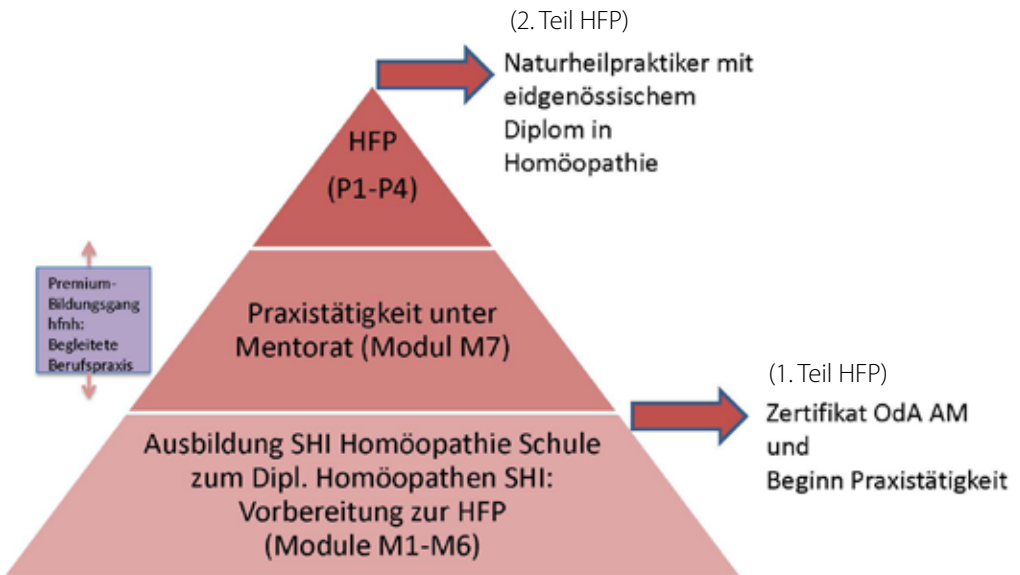 (2. Teil HFP)
Naturheilpraktiker mit
eidgenössischem
Diplom in
Homöopathie
HFP
(P1-P4)
Premium-
Bildungsgang
hfnh:
Begleitete
Berufspraxis
Praxistätigkeit unter
Mentorat (Modul M7)
(1. Teil HFP)
Zertifikat OdA AM
und
Beginn Praxistätigkeit
Ausbildung SHI Homöopathie Schule
zum Dipl. Homöopathen SHI:
Vorbereitung zur HFP
(Module M1-M6)